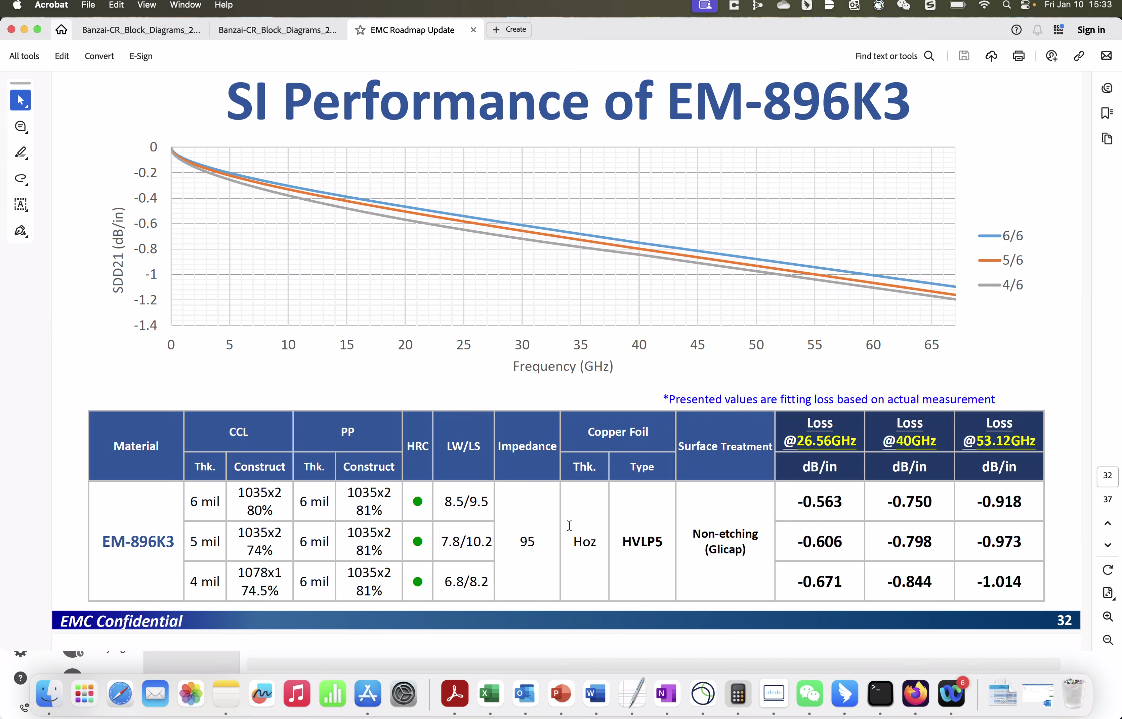 Acrobat File Edit View Window Help
Fri Jan 10 15:33
Banzai-CR_Block_Diagrams_2...
Banzai-CR_Block_Diagrams_2...
EMC Roadmap Update
Create
Sign in
All tools Edit Convert E-Sign
Find text or tools
SI Performance of EM-896K3
SDD21 (dB/in)
0
-0.2
-0.4
-0.6
-0.8
-1
-1.2
-1.4
0 5 10 15 20 25 30 35 40 45 50 55 60 65
Frequency (GHz)
6/6
5/6
4/6
*Presented values are fitting loss based on actual measurement
Material CCL PP HRC LW/LS Impedance Copper Foil Surface Treatment Loss @26.56GHz Loss @40GHz Loss @53.12GHz
Thk. Construct Thk. Construct Thk. Type dB/in dB/in dB/in
EM-896K3
6 mil 1035x2 80% 6 mil 1035x2 81% 8.5/9.5 -0.563 -0.750 -0.918
5 mil 1035x2 74% 6 mil 1035x2 81% 7.8/10.2 95 Hoz HVLP5 Non-etching (Glicap) -0.606 -0.798 -0.973
4 mil 1078x1 74.5% 6 mil 1035x2 81% 6.8/8.2 -0.671 -0.844 -1.014
EMC Confidential
32
32
37
6